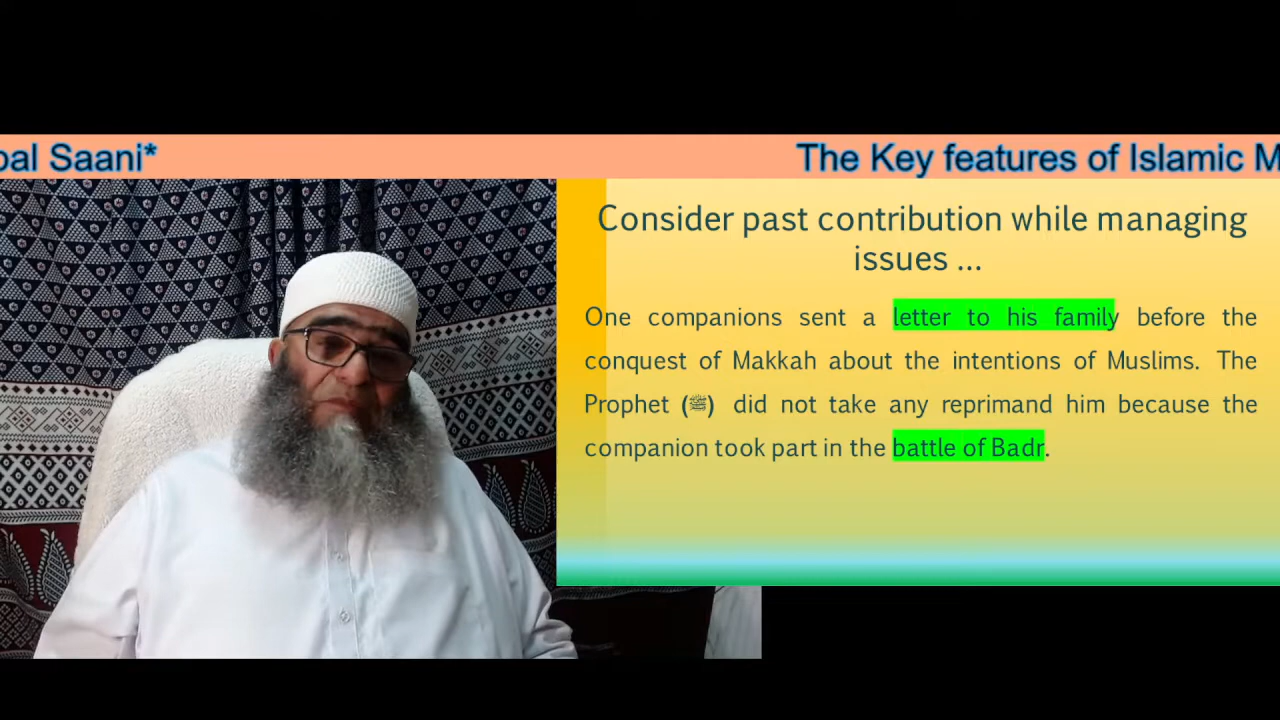 bal Saani* The Key features of Islamic M
Consider past contribution while managing
issues ...
One companions sent a letter to his family before the
conquest of Makkah about the intentions of Muslims. The
Prophet (ﷺ) did not take any reprimand him because the
companion took part in the battle of Badr.